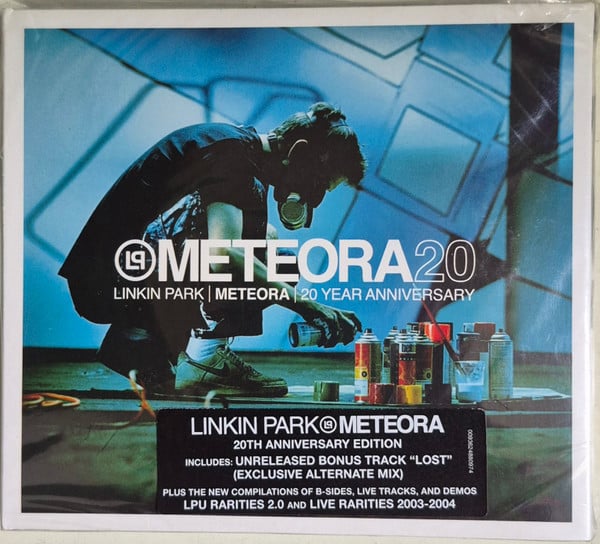 LP METEORA20
LINKIN PARK | METEORA | 20 YEAR ANNIVERSARY
LINKIN PARK LP METEORA
20TH ANNIVERSARY EDITION
INCLUDES: UNRELEASED BONUS TRACK “LOST”
(EXCLUSIVE ALTERNATE MIX)
PLUS THE NEW COMPILATIONS OF B-SIDES, LIVE TRACKS, AND DEMOS
LPU RARITIES 2.0 AND LIVE RARITIES 2003-2004